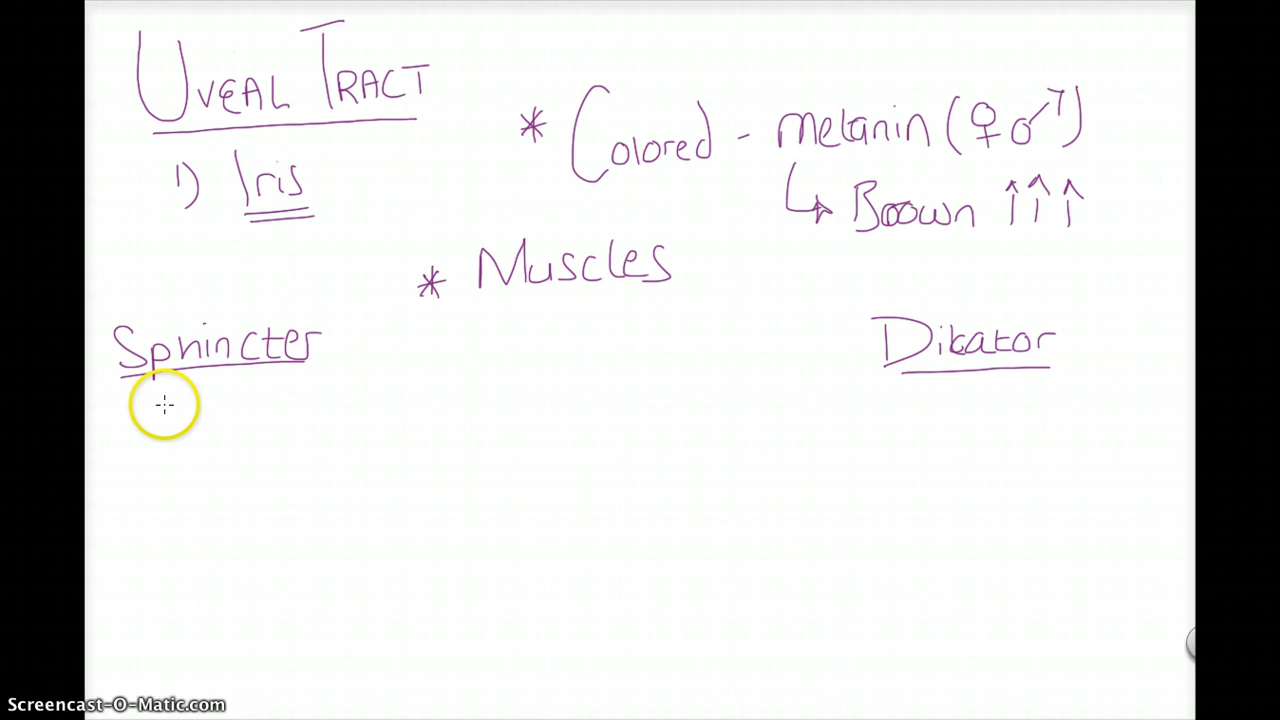 UVEAL TRACT
1) Iris
* Colored - melanin (♀♂)
↳ Brown ↑↑↑
* Muscles
Sphincter
Dilator
Screencast-O-Matic.com